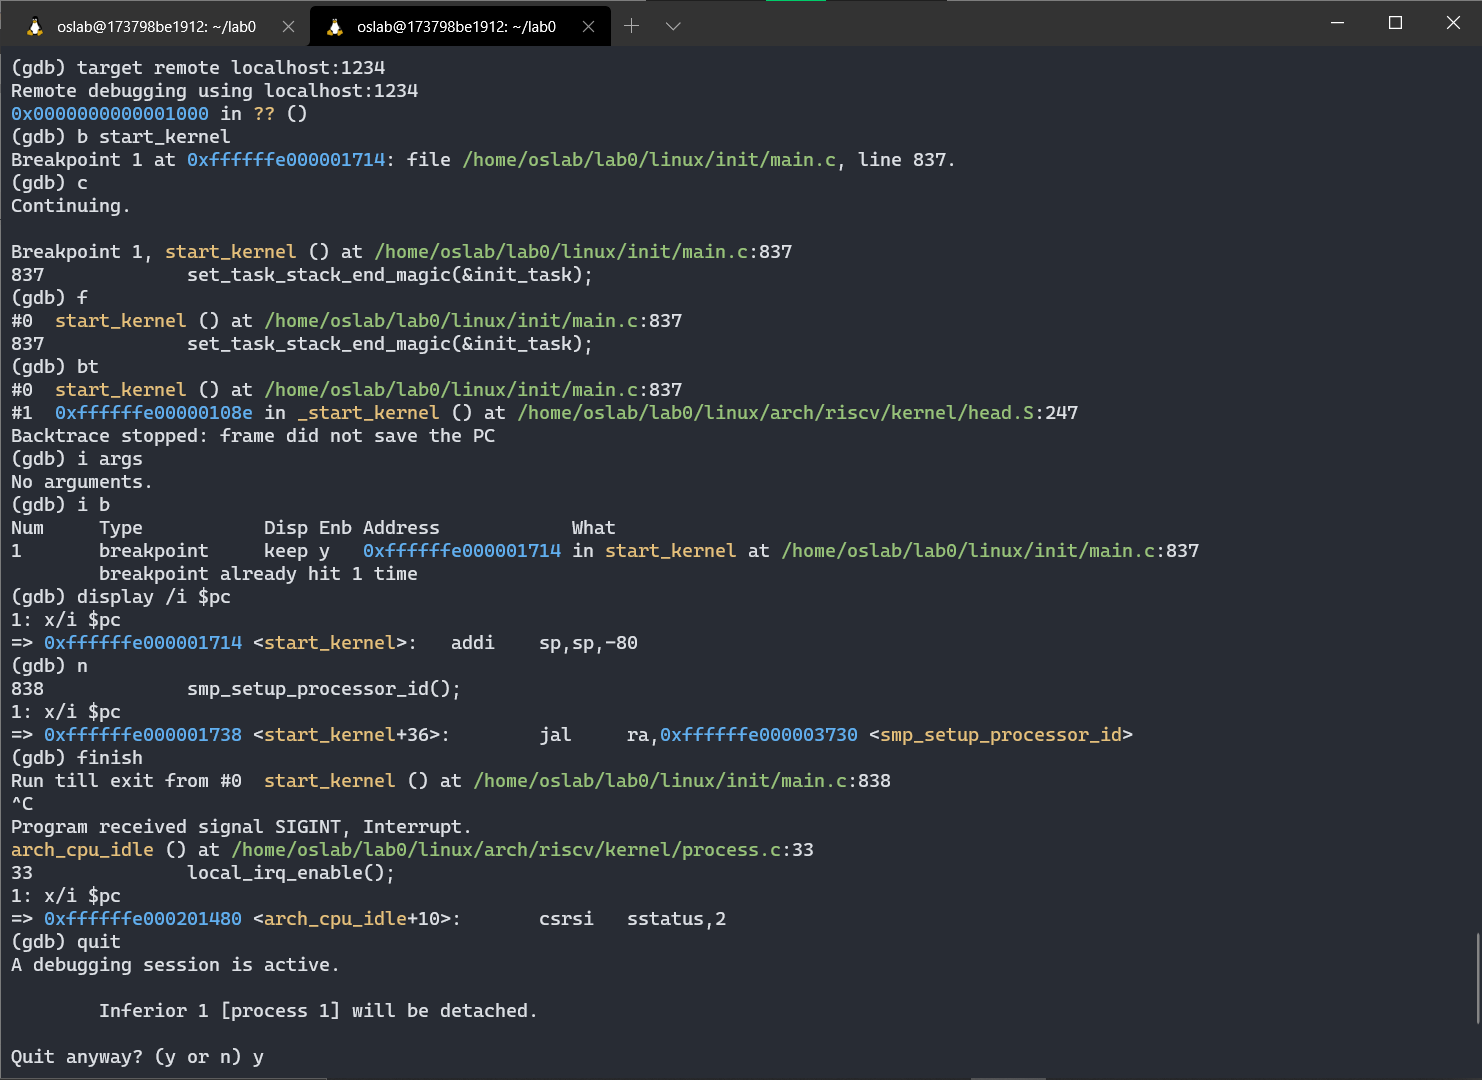 oslab@173798be1912: ~/lab0 oslab@173798be1912: ~/lab0
(gdb) target remote localhost:1234
Remote debugging using localhost:1234
0x0000000000001000 in ?? ()
(gdb) b start_kernel
Breakpoint 1 at 0xffffffe000001714: file /home/oslab/lab0/linux/init/main.c, line 837.
(gdb) c
Continuing.

Breakpoint 1, start_kernel () at /home/oslab/lab0/linux/init/main.c:837
837             set_task_stack_end_magic(&init_task);
(gdb) f
#0  start_kernel () at /home/oslab/lab0/linux/init/main.c:837
837             set_task_stack_end_magic(&init_task);
(gdb) bt
#0  start_kernel () at /home/oslab/lab0/linux/init/main.c:837
#1  0xffffffe00000108e in _start_kernel () at /home/oslab/lab0/linux/arch/riscv/kernel/head.S:247
Backtrace stopped: frame did not save the PC
(gdb) i args
No arguments.
(gdb) i b
Num     Type           Disp Enb Address            What
1       breakpoint     keep y   0xffffffe000001714 in start_kernel at /home/oslab/lab0/linux/init/main.c:837
        breakpoint already hit 1 time
(gdb) display /i $pc
1: x/i $pc
=> 0xffffffe000001714 <start_kernel>:   addi    sp,sp,-80
(gdb) n
838             smp_setup_processor_id();
1: x/i $pc
=> 0xffffffe000001738 <start_kernel+36>:        jal     ra,0xffffffe000003730 <smp_setup_processor_id>
(gdb) finish
Run till exit from #0  start_kernel () at /home/oslab/lab0/linux/init/main.c:838
^C
Program received signal SIGINT, Interrupt.
arch_cpu_idle () at /home/oslab/lab0/linux/arch/riscv/kernel/process.c:33
33              local_irq_enable();
1: x/i $pc
=> 0xffffffe000201480 <arch_cpu_idle+10>:       csrsi   sstatus,2
(gdb) quit
A debugging session is active.

        Inferior 1 [process 1] will be detached.

Quit anyway? (y or n) y